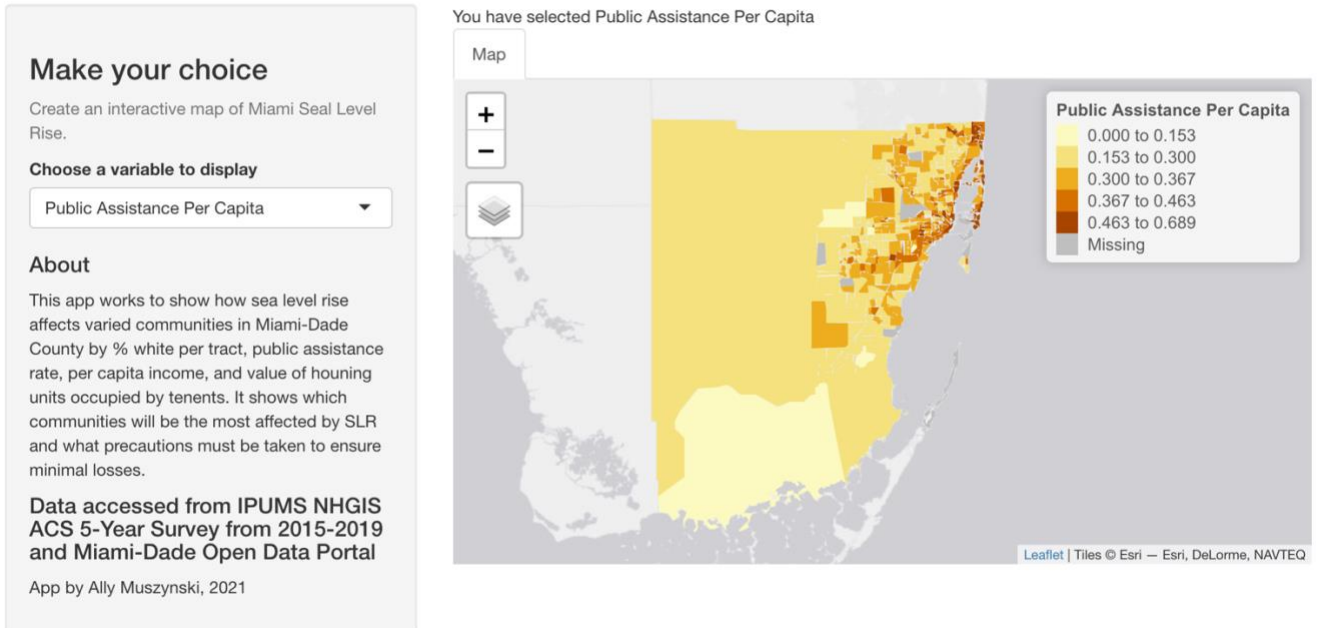 Make your choice
Create an interactive map of Miami Seal Level
Rise.
Choose a variable to display
Public Assistance Per Capita
About
This app works to show how sea level rise
affects varied communities in Miami-Dade
County by % white per tract, public assistance
rate, per capita income, and value of houning
units occupied by tenents. It shows which
communities will be the most affected by SLR
and what precautions must be taken to ensure
minimal losses.
Data accessed from IPUMS NHGIS
ACS 5-Year Survey from 2015-2019
and Miami-Dade Open Data Portal
App by Ally Muszynski, 2021
You have selected Public Assistance Per Capita
Map
+
−
Public Assistance Per Capita
0.000 to 0.153
0.153 to 0.300
0.300 to 0.367
0.367 to 0.463
0.463 to 0.689
Missing
Leaflet | Tiles © Esri — Esri, DeLorme, NAVTEQ